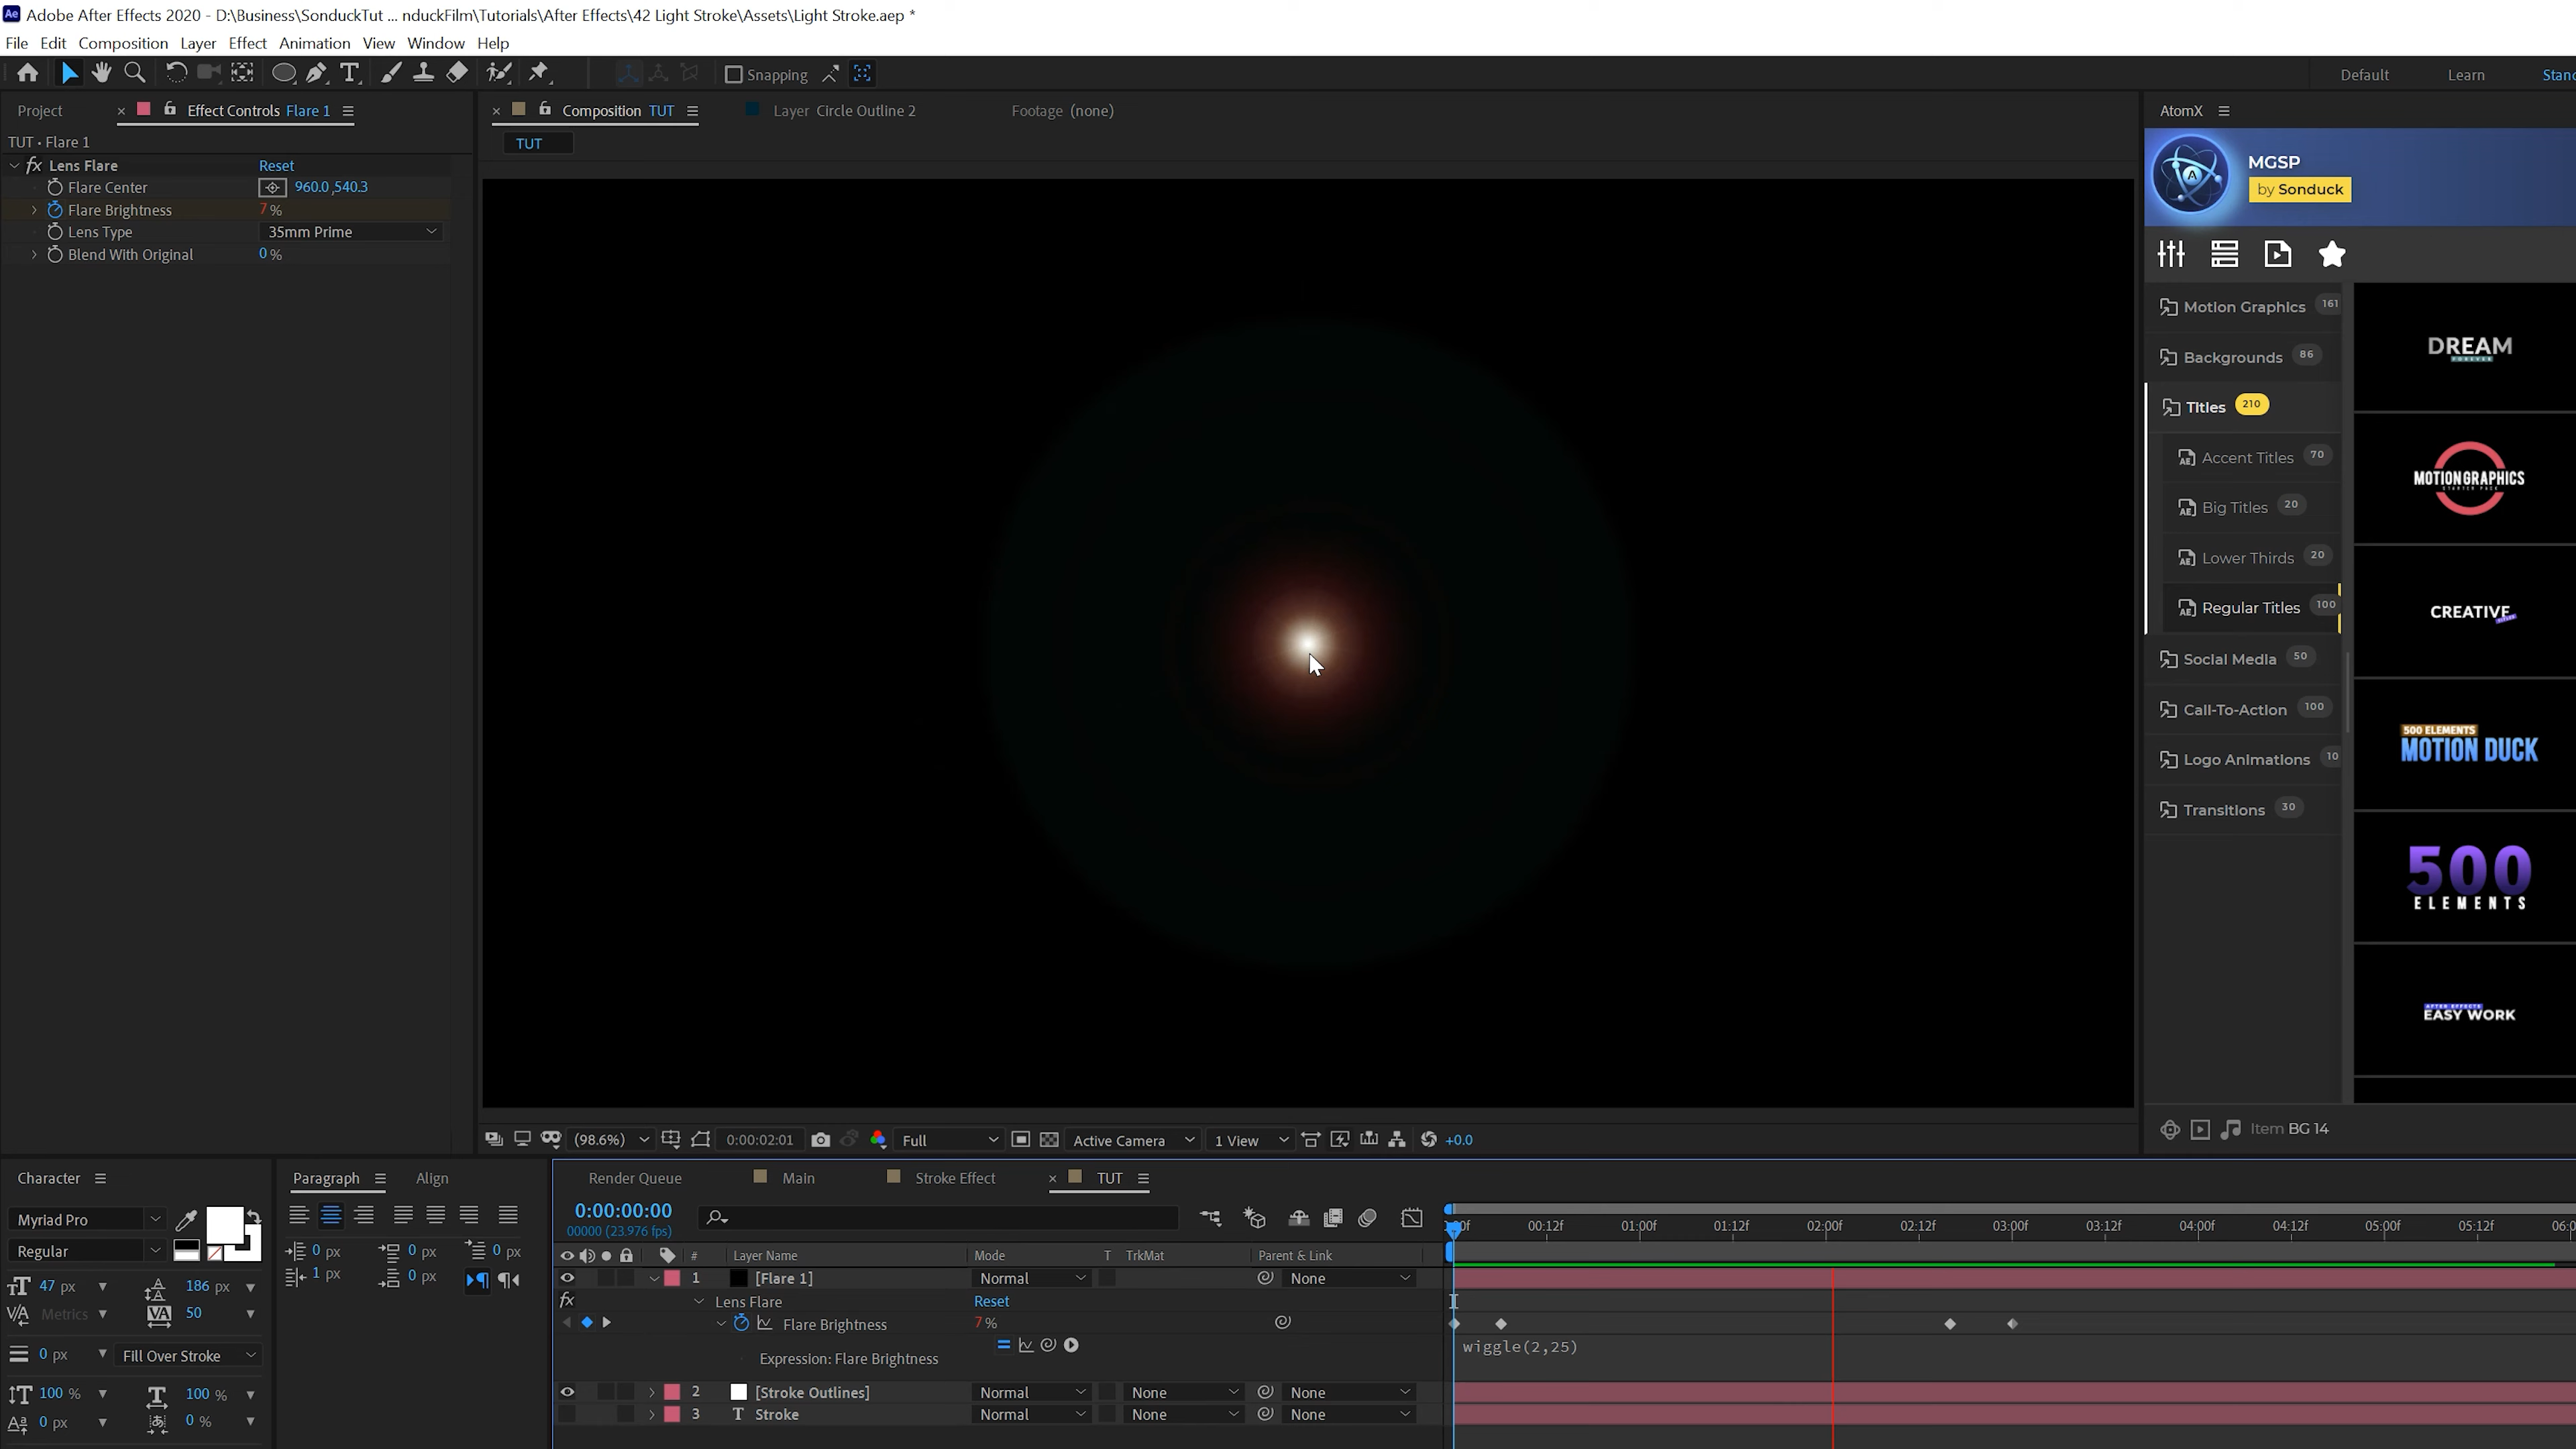 Adobe After Effects 2020 - D:\Business\SonduckTut ... nduckFilm\Tutorials\After Effects\42 Light Stroke\Assets\Light Stroke.aep *
File Edit Composition Layer Effect Animation View Window Help
Snapping
Default Learn
Project
Effect Controls Flare 1
Composition TUT
Layer Circle Outline 2
Footage (none)
AtomX
TUT • Flare 1
TUT
fx Lens Flare Reset
Flare Center 960.0,540.3
Flare Brightness 7 %
Lens Type 35mm Prime
Blend With Original 0 %
MGSP
by Sonduck
Motion Graphics 161
Backgrounds 86
Titles 210
Accent Titles 70
Big Titles 20
Lower Thirds 20
Regular Titles 100
Social Media 50
Call-To-Action 100
Logo Animations 10
Transitions 30
DREAM
FOREVER
MOTION GRAPHICS
STARTER PACK
CREATIVE
500 ELEMENTS
MOTION DUCK
500
ELEMENTS
AFTER EFFECTS
EASY WORK
Item BG 14
(98.6%) 0:00:02:01 Full Active Camera 1 View +0.0
Character
Myriad Pro
Regular
47 px 186 px
Metrics 50
0 px Fill Over Stroke
100 % 100 %
0 px 0 %
Paragraph Align
0 px 0 px 0 px
1 px 0 px
Render Queue Main Stroke Effect TUT
0:00:00:00
00000 (23.976 fps)
00:12f 01:00f 01:12f 02:00f 02:12f 03:00f 03:12f 04:00f 04:12f 05:00f 05:12f
# Layer Name Mode T TrkMat Parent & Link
1 [Flare 1] Normal None
fx Lens Flare Reset
Flare Brightness 7 %
Expression: Flare Brightness
wiggle(2,25)
2 [Stroke Outlines] Normal None None
3 T Stroke Normal None None